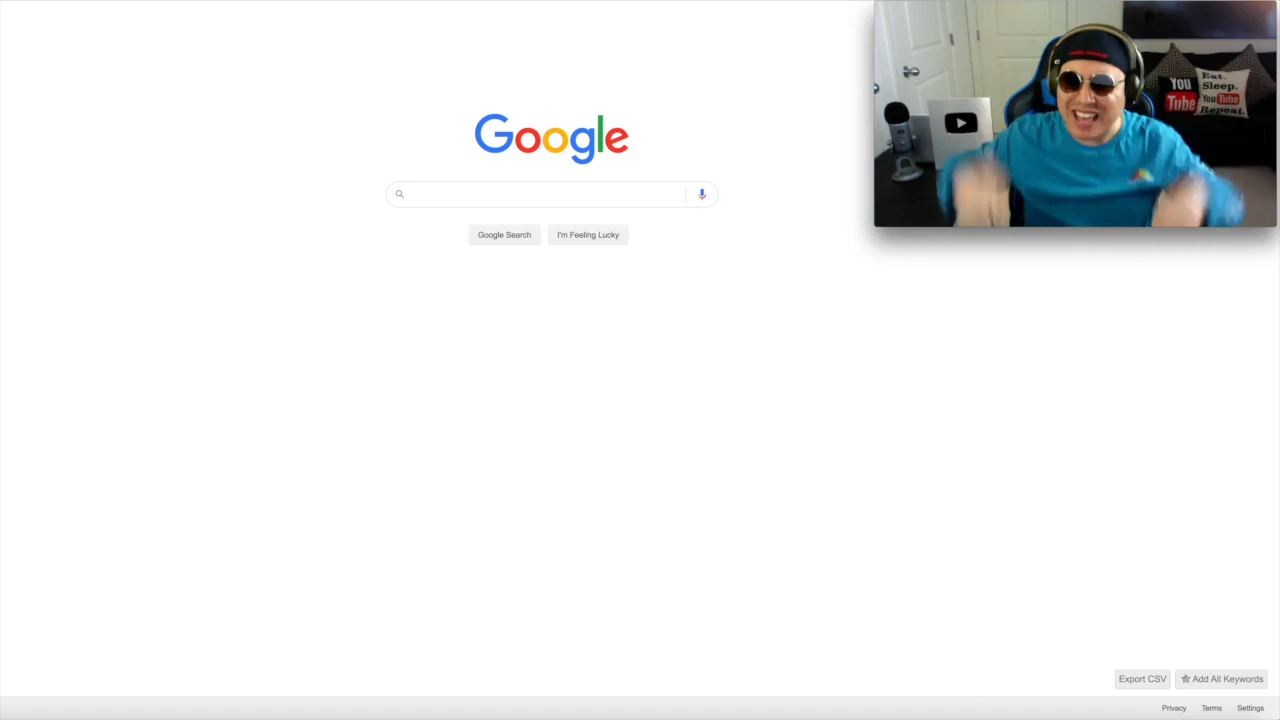 Google
Google Search
I'm Feeling Lucky
You
Tube
Eat.
Sleep.
YouTube
Repeat.
Export CSV
Add All Keywords
Privacy
Terms
Settings